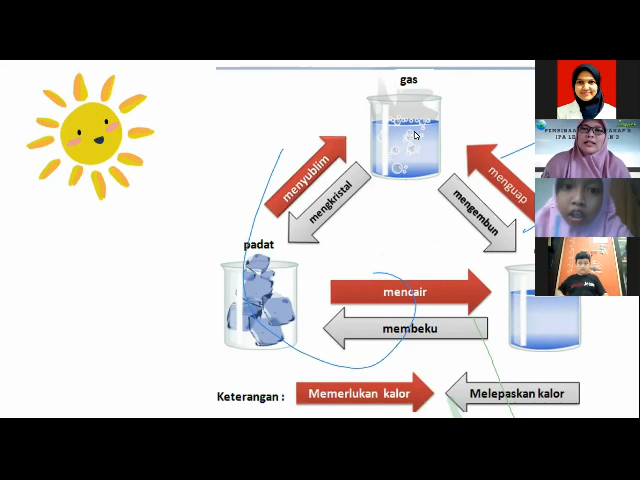 gas
menyublim
mengkristal
menguap
mengembun
padat
mencair
membeku
Keterangan :
Memerlukan kalor
Melepaskan kalor